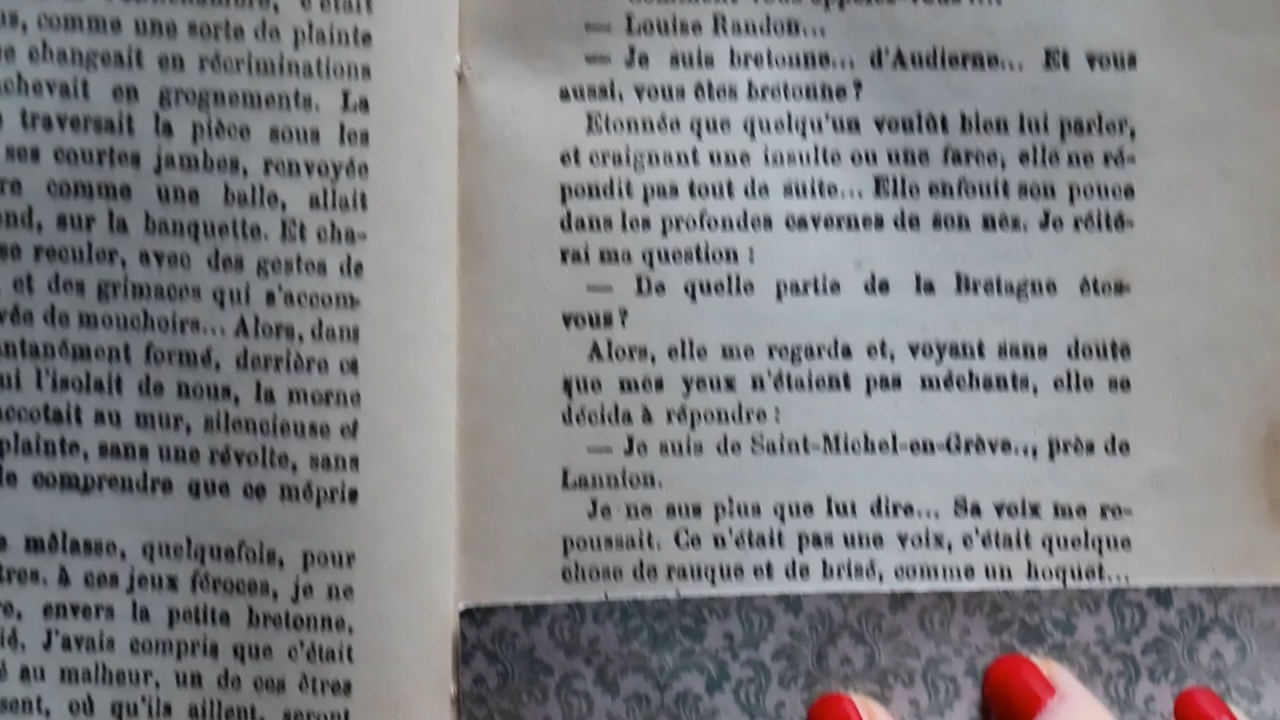 comme une sorte de plainte
changeait en récriminations
en grognements. La
traversait la pièce sous les
ses courtes jambes, renvoyée
comme une balle, allait
sur la banquette. Et cha-
se reculer, avec des gestes de
et des grimaces qui s'accom-
de mouchoirs... Alors, dans
formé, derrière ce
l'isolait de nous, la morne
au mur, silencieuse et
plainte, sans une révolte, sans
comprendre que ce mépris
mêlasse, quelquefois, pour
à ces jeux féroces, je ne
envers la petite bretonne,
J'avais compris que c'était
au malheur, un de ces êtres
où qu'ils aillent, seront
— Louise Randon...
— Je suis bretonne... d'Audierne... Et vous
aussi, vous êtes bretonne ?
Etonnée que quelqu'un voulût bien lui parler,
et craignant une insulte ou une farce, elle ne ré-
pondit pas tout de suite... Elle enfouit son pouce
dans les profondes cavernes de son nez. Je réité-
rai ma question :
— De quelle partie de la Bretagne êtes-
vous ?
Alors, elle me regarda et, voyant sans doute
que mes yeux n'étaient pas méchants, elle se
décida à répondre :
— Je suis de Saint-Michel-en-Grève... près de
Lannion.
Je ne sus plus que lui dire... Sa voix me re-
poussait. Ce n'était pas une voix, c'était quelque
chose de rauque et de brisé, comme un hoquet...